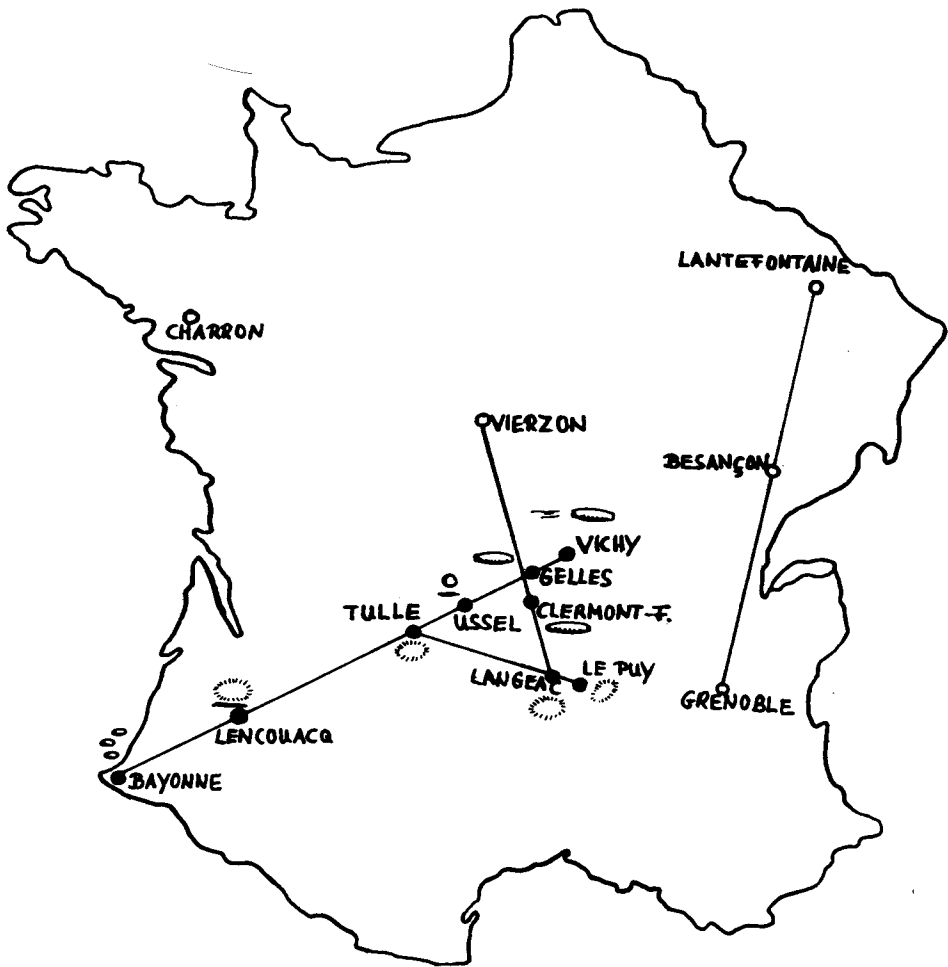 LANTEFONTAINE
CHARRON
VIERZON
BESANÇON
VICHY
GELLES
CLERMONT-F.
TULLE
USSEL
LE PUY
LANGEAC
GRENOBLE
LENCOUACQ
BAYONNE